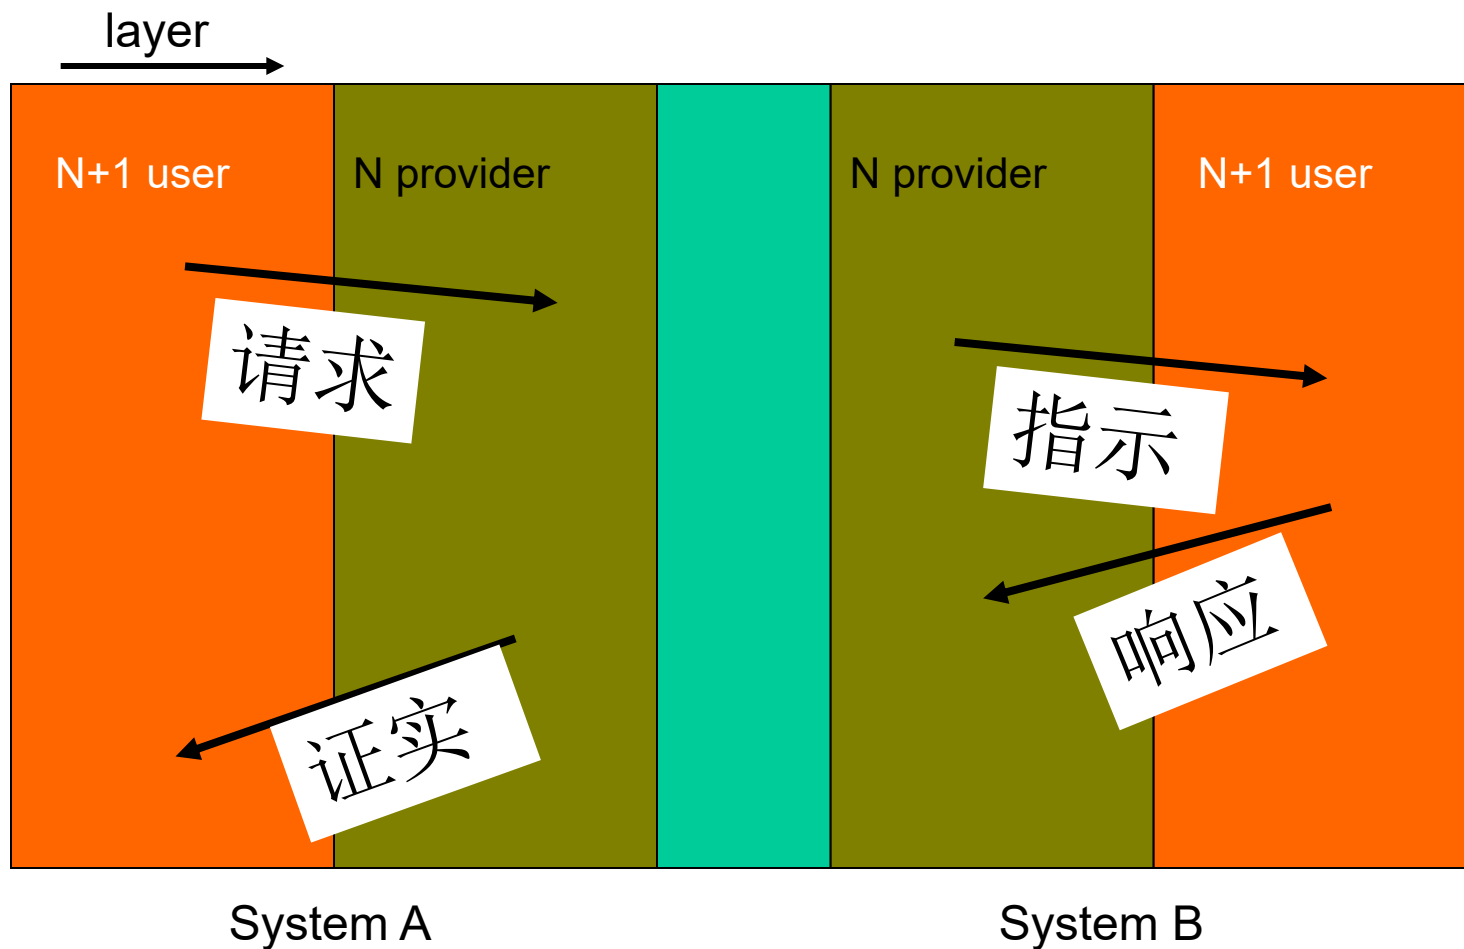 layer
N+1 user
N provider
N provider
N+1 user
请求
指示
响应
证实
System A
System B